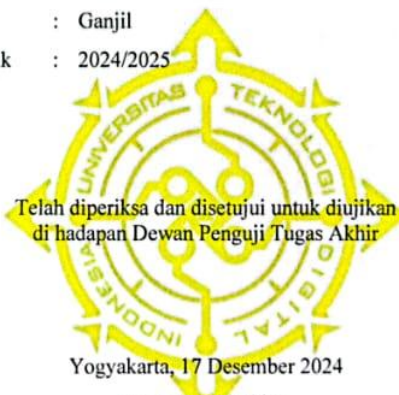 : Ganjil
k : 2024/2025
UNIVERSITAS TEKNOLOGI DIGITAL INDONESIA
Telah diperiksa dan disetujui untuk diujikan
di hadapan Dewan Penguji Tugas Akhir
Yogyakarta, 17 Desember 2024